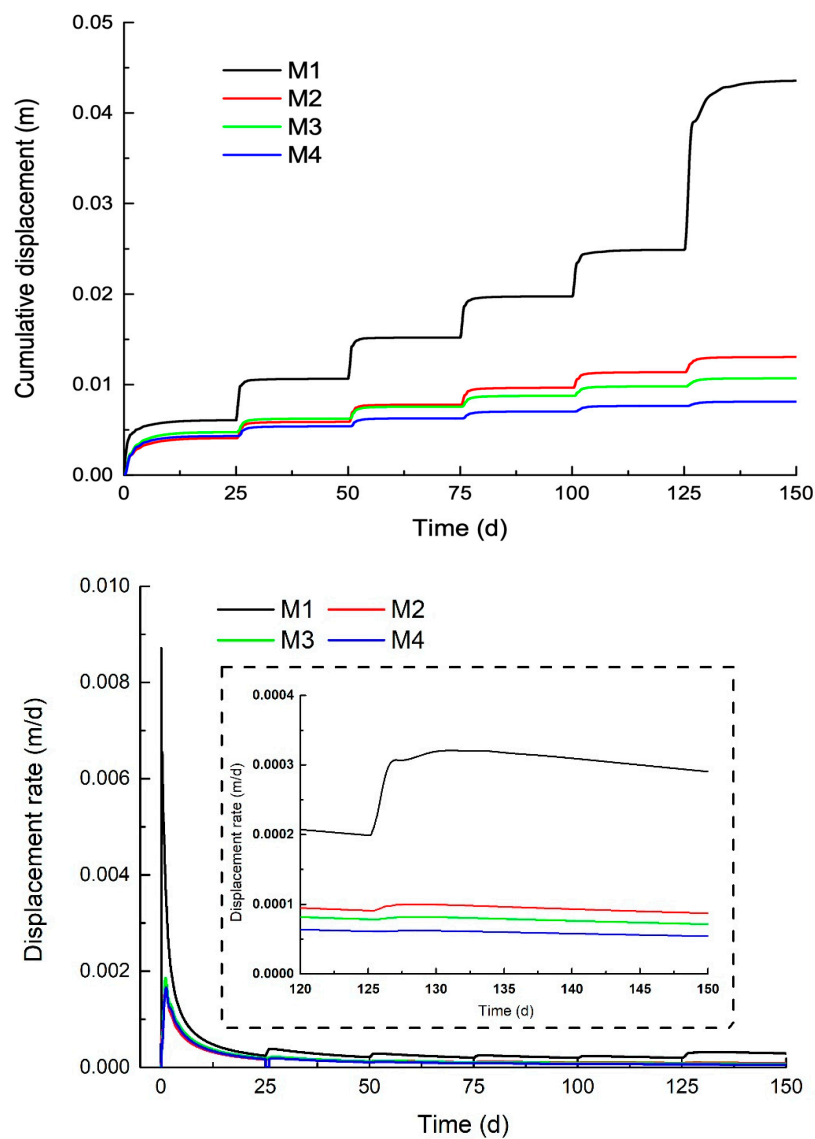 0.05
0.04
0.03
0.02
0.01
0.00
Cumulative displacement (m)
M1
M2
M3
M4
0 25 50 75 100 125 150
Time (d)
0.010
0.008
0.006
0.004
0.002
0.000
Displacement rate (m/d)
M1 M2
M3 M4
0.0004
0.0003
0.0002
0.0001
0.0000
Displacement rate (m/d)
120 125 130 135 140 145 150
Time (d)
0 25 50 75 100 125 150
Time (d)